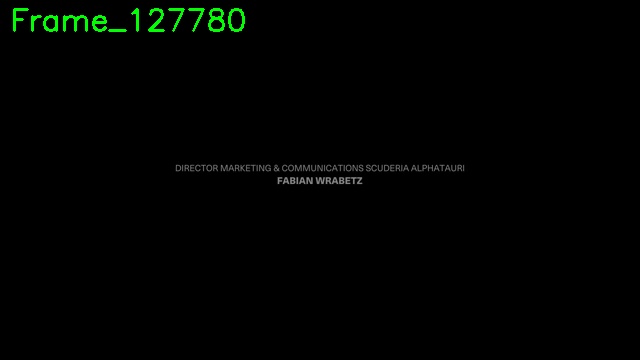 Frame_127780
DIRECTOR MARKETING & COMMUNICATIONS SCUDERIA ALPHATAURI
FABIAN WRABETZ